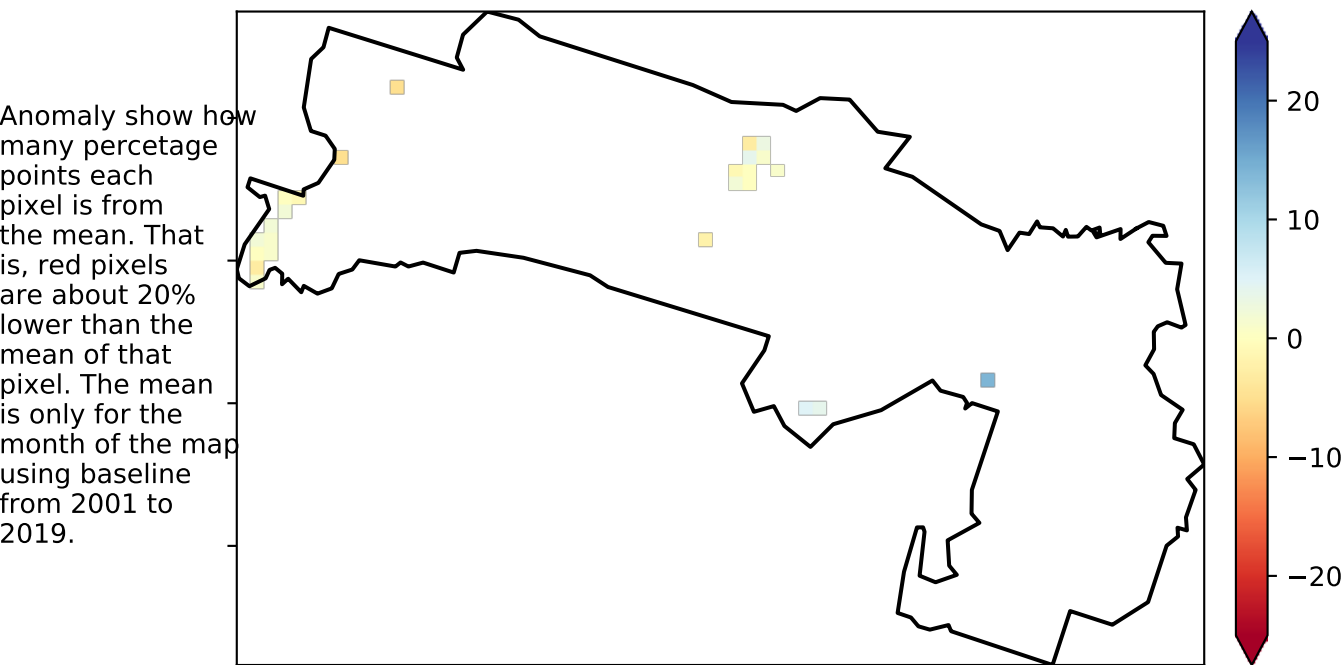 Anomaly show how
many percetage
points each
pixel is from
the mean. That
is, red pixels
are about 20%
lower than the
mean of that
pixel. The mean
is only for the
month of the map
using baseline
from 2001 to
2019.
20
10
0
−10
−20